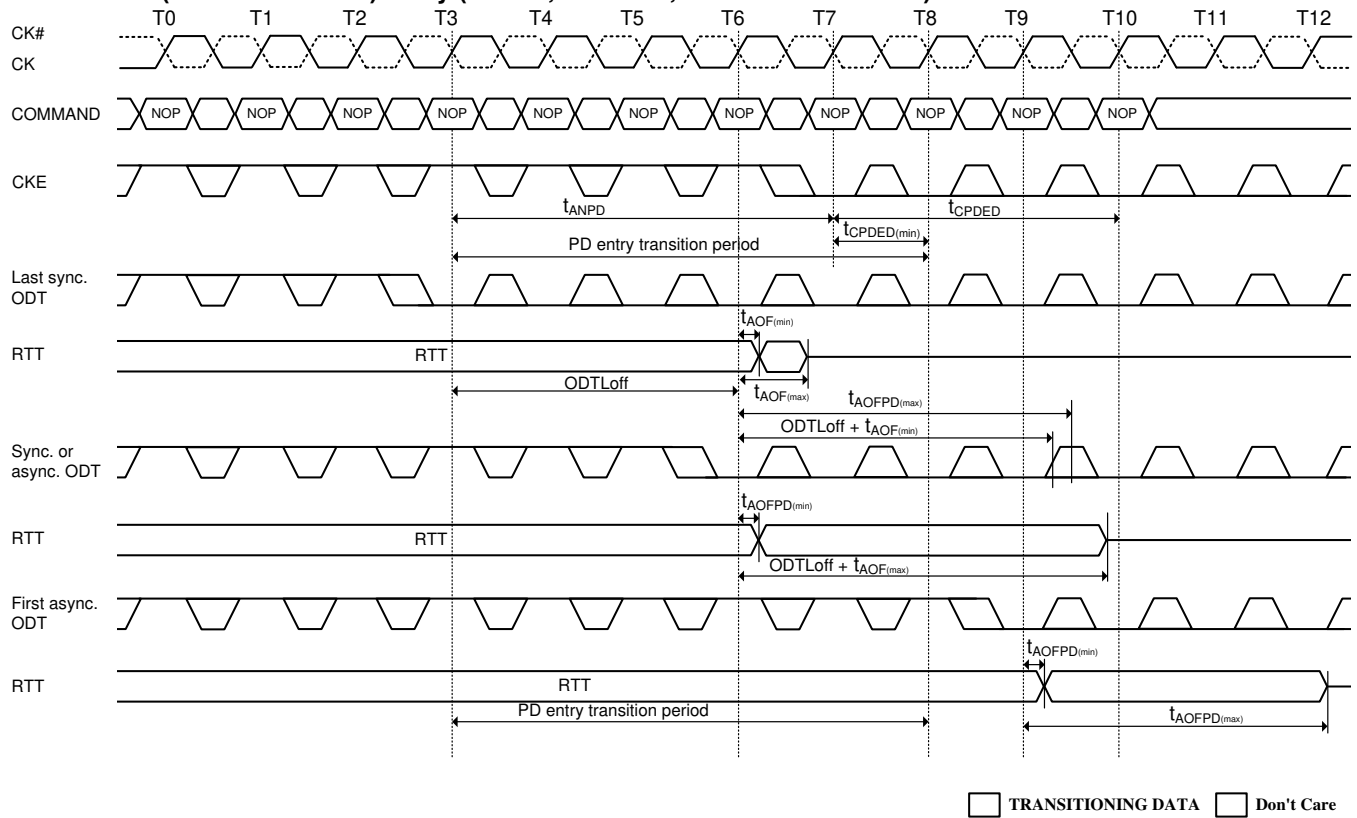 T0 T1 T2 T3 T4 T5 T6 T7 T8 T9 T10 T11 T12
CK#
CK
COMMAND NOP NOP NOP NOP NOP NOP NOP NOP NOP NOP NOP
CKE
tANPD tCPDED
tCPDED(min)
PD entry transition period
Last sync.
ODT
tAOF(min)
RTT RTT
ODTLoff tAOF(max)
tAOFPD(max)
ODTLoff + tAOF(min)
Sync. or
async. ODT
tAOFPD(min)
RTT RTT
ODTLoff + tAOF(max)
First async.
ODT
tAOFPD(min)
RTT RTT
PD entry transition period tAOFPD(max)
TRANSITIONING DATA Don't Care